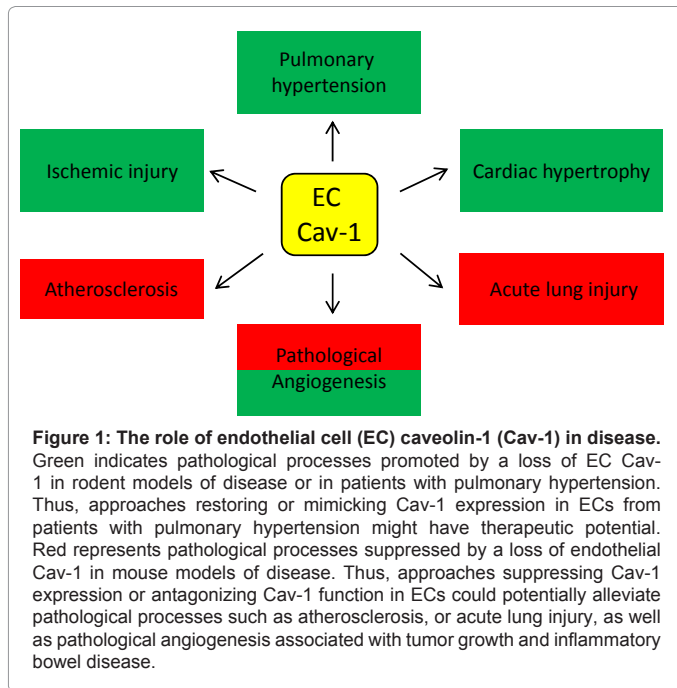 Pulmonary
hypertension
Ischemic injury
Cardiac hypertrophy
EC
Cav-1
Atherosclerosis
Acute lung injury
Pathological
Angiogenesis
Figure 1: The role of endothelial cell (EC) caveolin-1 (Cav-1) in disease.
Green indicates pathological processes promoted by a loss of EC Cav-
1 in rodent models of disease or in patients with pulmonary hypertension.
Thus, approaches restoring or mimicking Cav-1 expression in ECs from
patients with pulmonary hypertension might have therapeutic potential.
Red represents pathological processes suppressed by a loss of endothelial
Cav-1 in mouse models of disease. Thus, approaches suppressing Cav-1
expression or antagonizing Cav-1 function in ECs could potentially alleviate
pathological processes such as atherosclerosis, or acute lung injury, as well
as pathological angiogenesis associated with tumor growth and inflammatory
bowel disease.